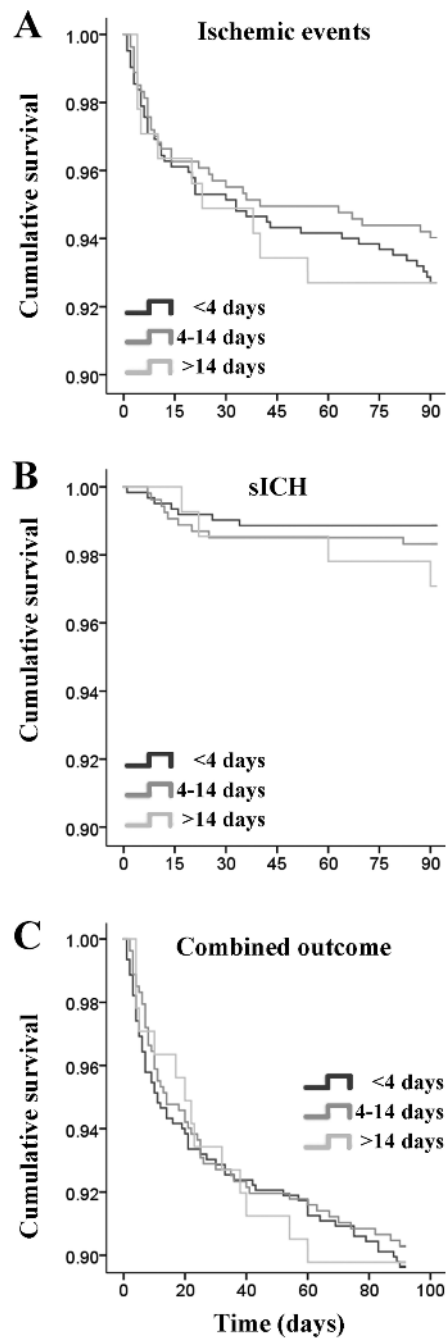 A
Ischemic events
Cumulative survival
1.00
0.98
0.96
0.94
0.92
0.90
<4 days
4-14 days
>14 days
0 15 30 45 60 75 90
B
sICH
Cumulative survival
1.00
0.98
0.96
0.94
0.92
0.90
<4 days
4-14 days
>14 days
0 15 30 45 60 75 90
C
Combined outcome
Cumulative survival
1.00
0.98
0.96
0.94
0.92
0.90
<4 days
4-14 days
>14 days
0 20 40 60 80 100
Time (days)